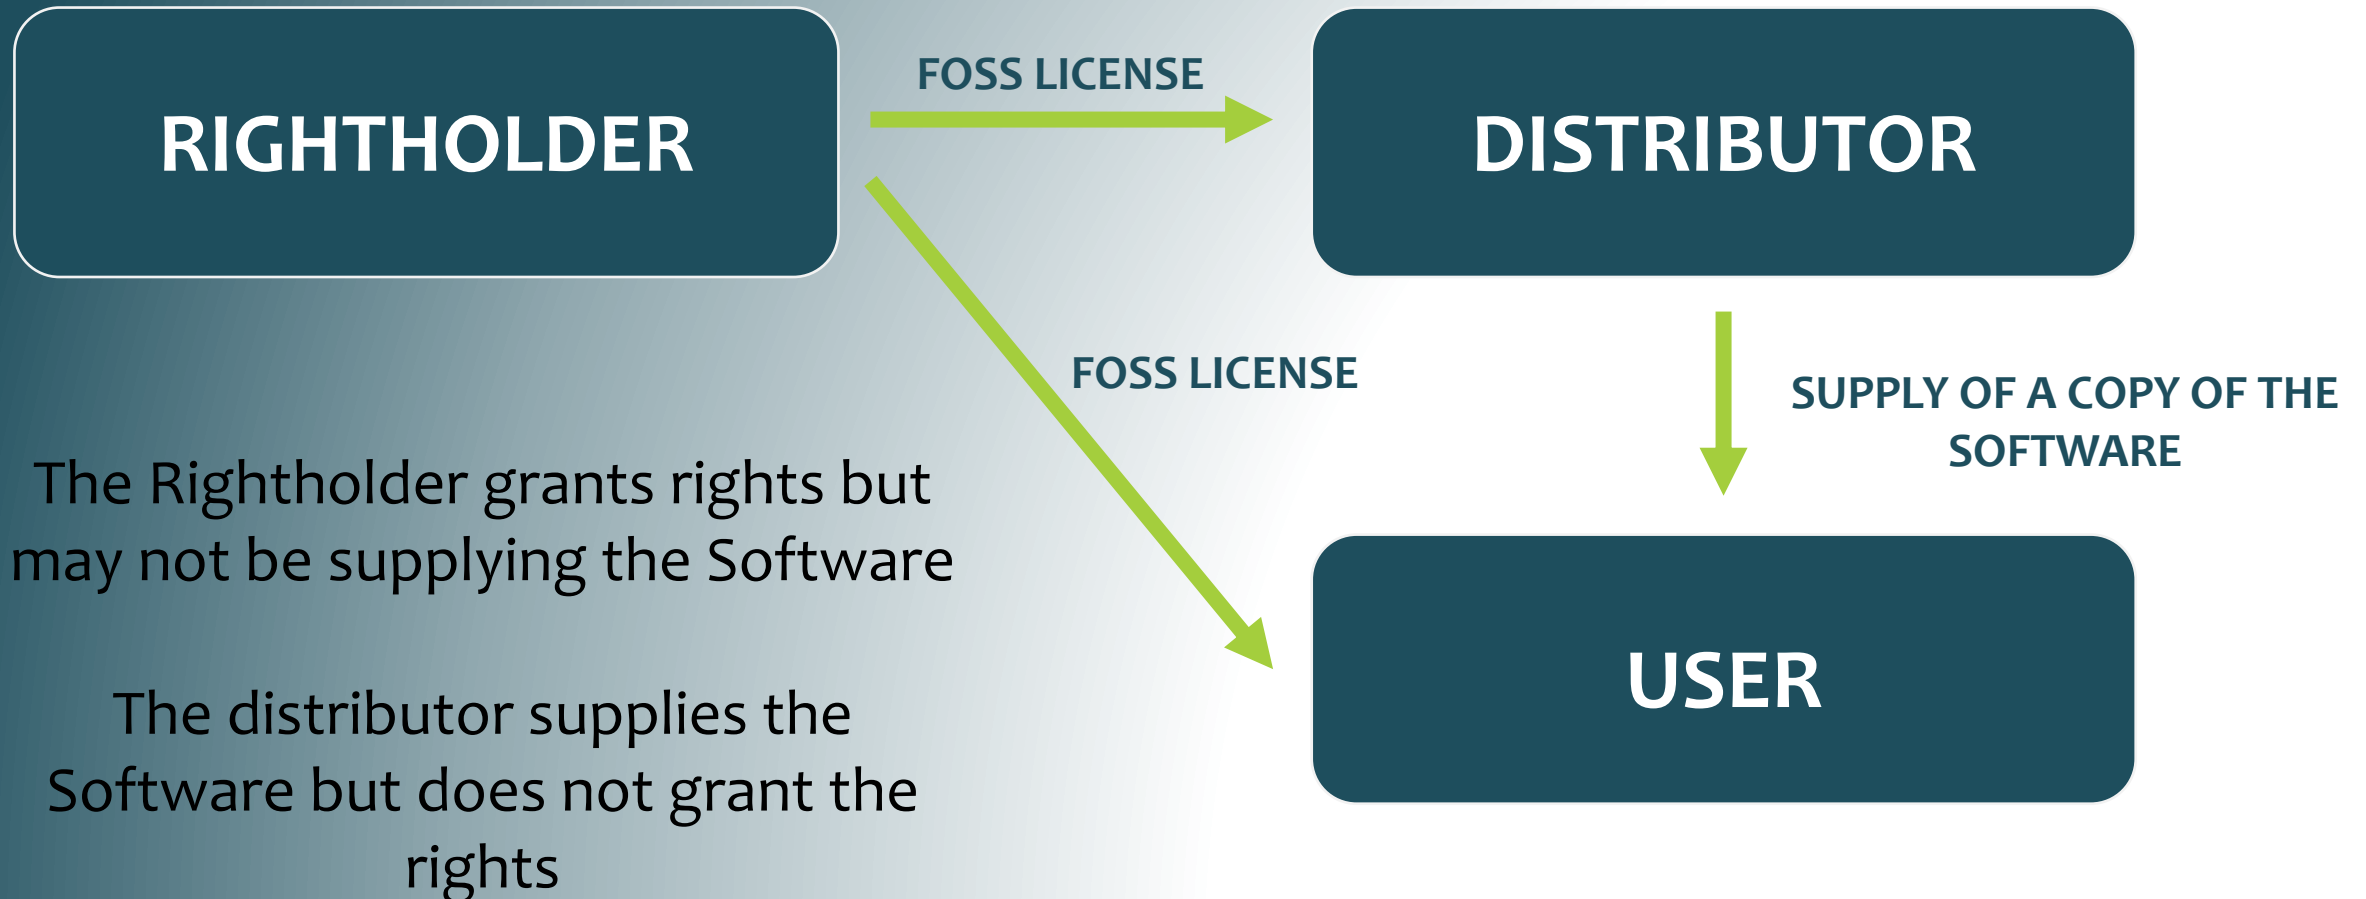 RIGHTHOLDER
FOSS LICENSE
DISTRIBUTOR
FOSS LICENSE
SUPPLY OF A COPY OF THE
SOFTWARE
The Rightholder grants rights but
may not be supplying the Software
The distributor supplies the
Software but does not grant the
rights
USER